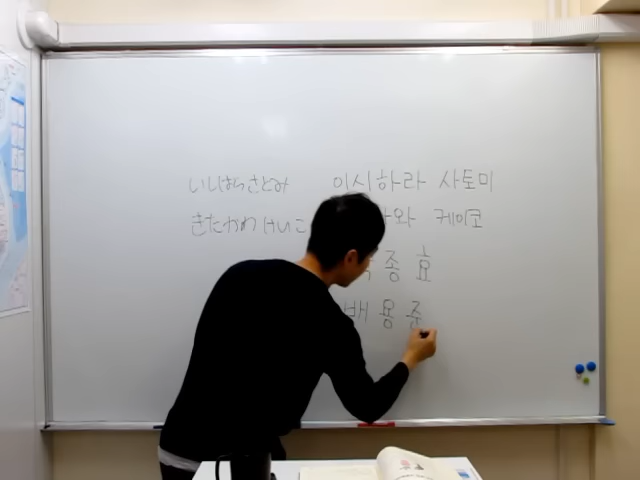 いしはらさとみ 이시하라 사토미
きたがわけいこ 와 케이코
종효
배용준